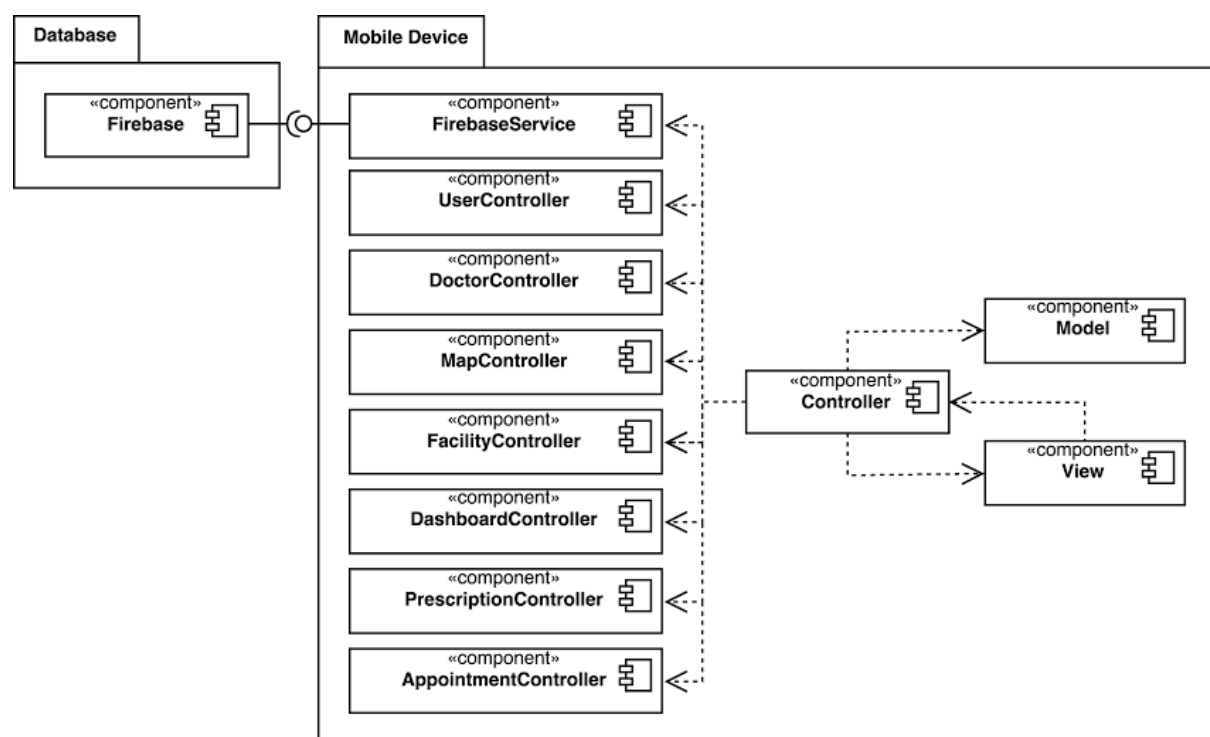 Database
Mobile Device
«component»
Firebase
«component»
FirebaseService
«component»
UserController
«component»
DoctorController
«component»
MapController
«component»
FacilityController
«component»
DashboardController
«component»
PrescriptionController
«component»
AppointmentController
«component»
Controller
«component»
Model
«component»
View